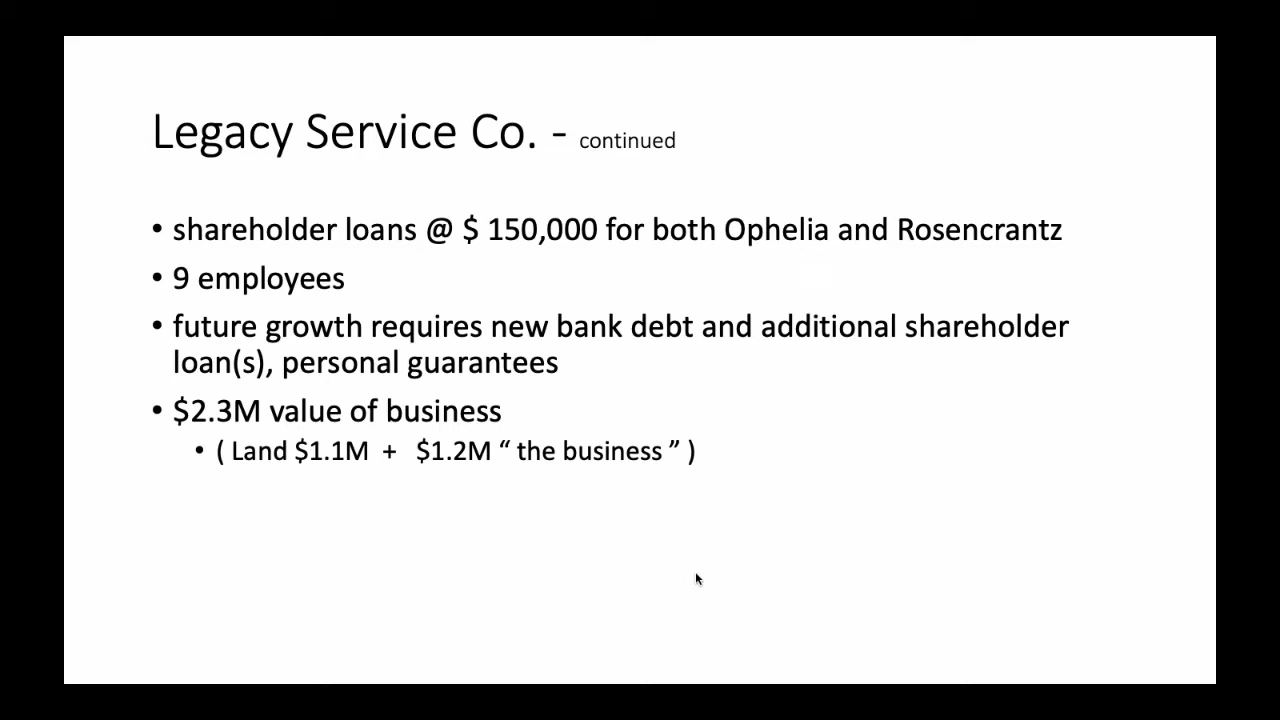 Legacy Service Co. - continued
• shareholder loans @ $ 150,000 for both Ophelia and Rosencrantz
• 9 employees
• future growth requires new bank debt and additional shareholder
loan(s), personal guarantees
• $2.3M value of business
• ( Land $1.1M + $1.2M “ the business ” )